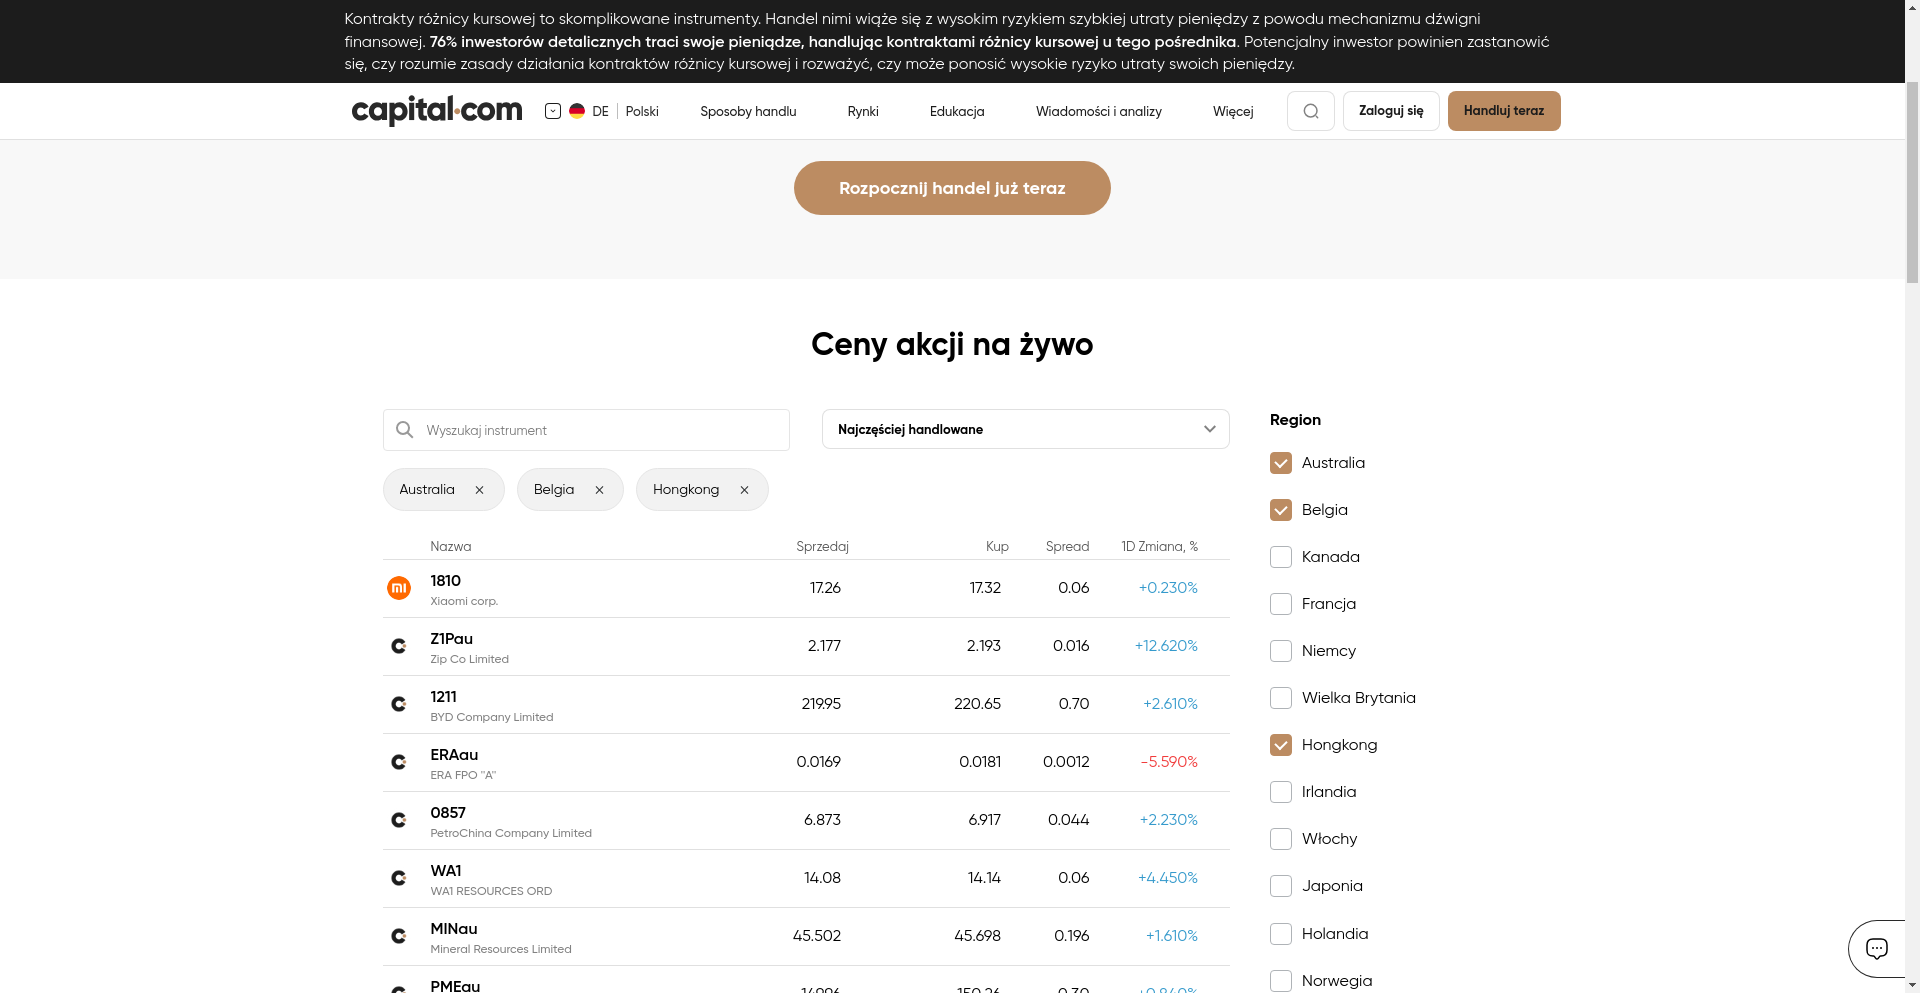 Kontrakty różnicy kursowej to skomplikowane instrumenty. Handel nimi wiąże się z wysokim ryzykiem szybkiej utraty pieniędzy z powodu mechanizmu dźwigni
finansowej. 76% inwestorów detalicznych traci swoje pieniądze, handlując kontraktami różnicy kursowej u tego pośrednika. Potencjalny inwestor powinien zastanowić
się, czy rozumie zasady działania kontraktów różnicy kursowej i rozważyć, czy może ponosić wysokie ryzyko utraty swoich pieniędzy.
capital.com DE Polski Sposoby handlu Rynki Edukacja Wiadomości i analizy Więcej Zaloguj się Handluj teraz
Rozpocznij handel już teraz
Ceny akcji na żywo
Wyszukaj instrument
Najczęściej handlowane
Australia Belgia Hongkong
Nazwa Sprzedaj Kup Spread 1D Zmiana, %
1810 17.26 17.32 0.06 +0.230%
Xiaomi corp.
Z1Pau 2.177 2.193 0.016 +12.620%
Zip Co Limited
1211 219.95 220.65 0.70 +2.610%
BYD Company Limited
ERAau 0.0169 0.0181 0.0012 -5.590%
ERA FPO "A"
0857 6.873 6.917 0.044 +2.230%
PetroChina Company Limited
WA1 14.08 14.14 0.06 +4.450%
WA1 RESOURCES ORD
MINau 45.502 45.698 0.196 +1.610%
Mineral Resources Limited
PMEau 149.96 150.26 0.30 +0.840%
Region
Australia
Belgia
Kanada
Francja
Niemcy
Wielka Brytania
Hongkong
Irlandia
Włochy
Japonia
Holandia
Norwegia